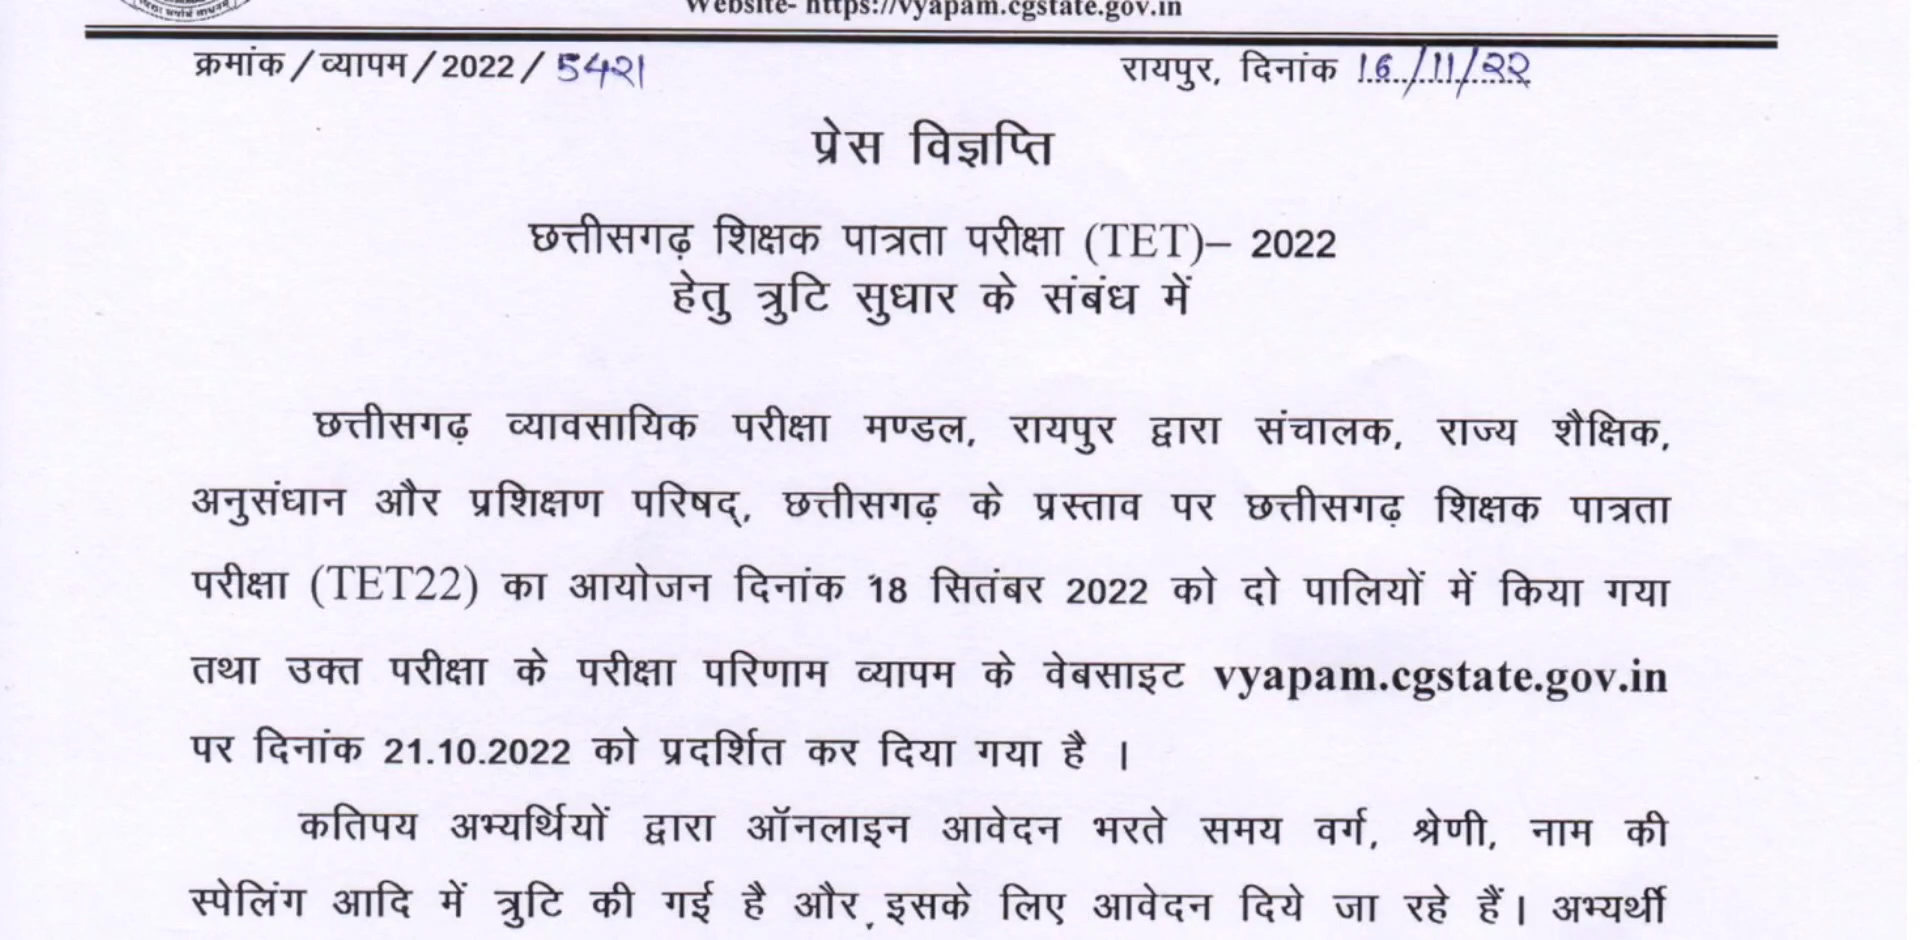 Website- https://vyapam.cgstate.gov.in
क्रमांक / व्यापम / 2022 / 5421 रायपुर, दिनांक 16/11/22
प्रेस विज्ञप्ति
छत्तीसगढ़ शिक्षक पात्रता परीक्षा (TET)– 2022
हेतु त्रुटि सुधार के संबंध में
छत्तीसगढ़ व्यावसायिक परीक्षा मण्डल, रायपुर द्वारा संचालक, राज्य शैक्षिक,
अनुसंधान और प्रशिक्षण परिषद्, छत्तीसगढ़ के प्रस्ताव पर छत्तीसगढ़ शिक्षक पात्रता
परीक्षा (TET22) का आयोजन दिनांक 18 सितंबर 2022 को दो पालियों में किया गया
तथा उक्त परीक्षा के परीक्षा परिणाम व्यापम के वेबसाइट vyapam.cgstate.gov.in
पर दिनांक 21.10.2022 को प्रदर्शित कर दिया गया है ।
कतिपय अभ्यर्थियों द्वारा ऑनलाइन आवेदन भरते समय वर्ग, श्रेणी, नाम की
स्पेलिंग आदि में त्रुटि की गई है और इसके लिए आवेदन दिये जा रहे हैं। अभ्यर्थी